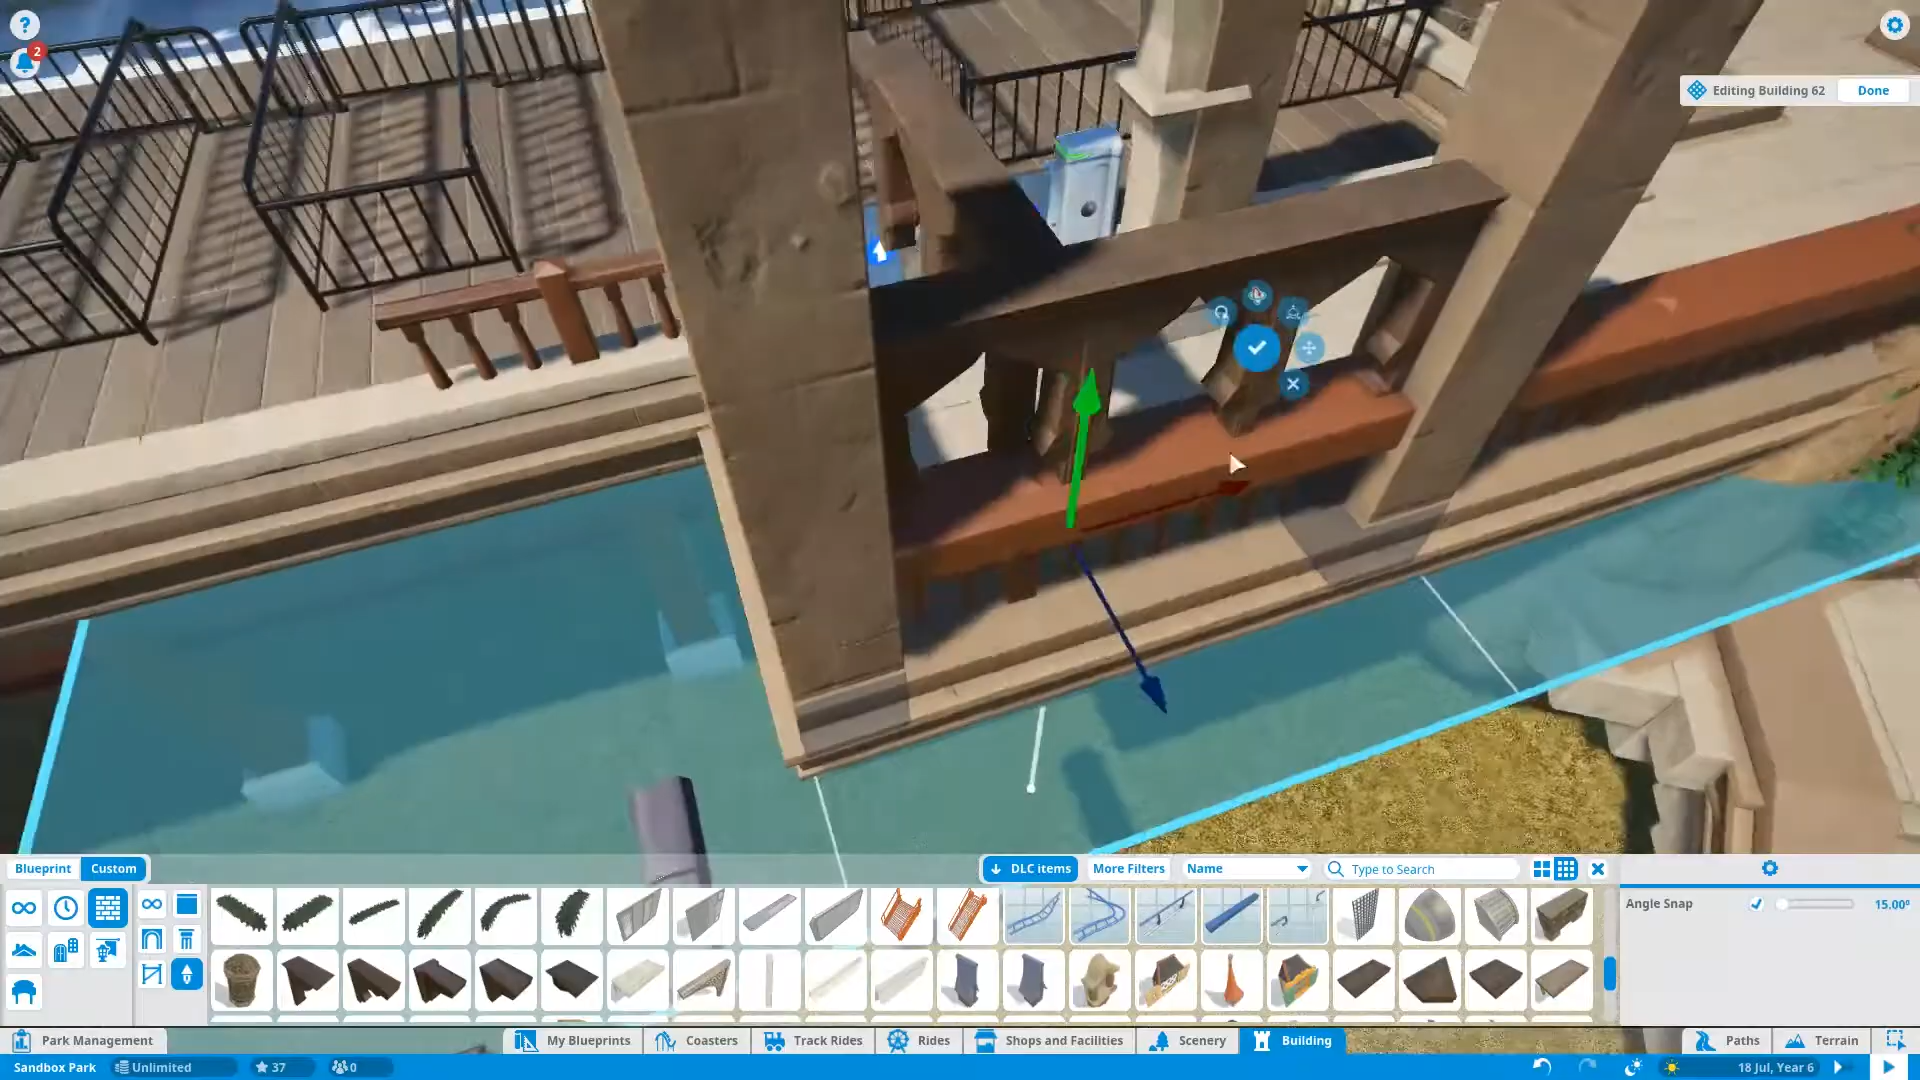 ?
2
Editing Building 62
Done
Blueprint
Custom
DLC items
More Filters
Name
Type to Search
Angle Snap
15.00º
Park Management
My Blueprints
Coasters
Track Rides
Rides
Shops and Facilities
Scenery
Building
Paths
Terrain
Sandbox Park
Unlimited
37
0
18 Jul, Year 6